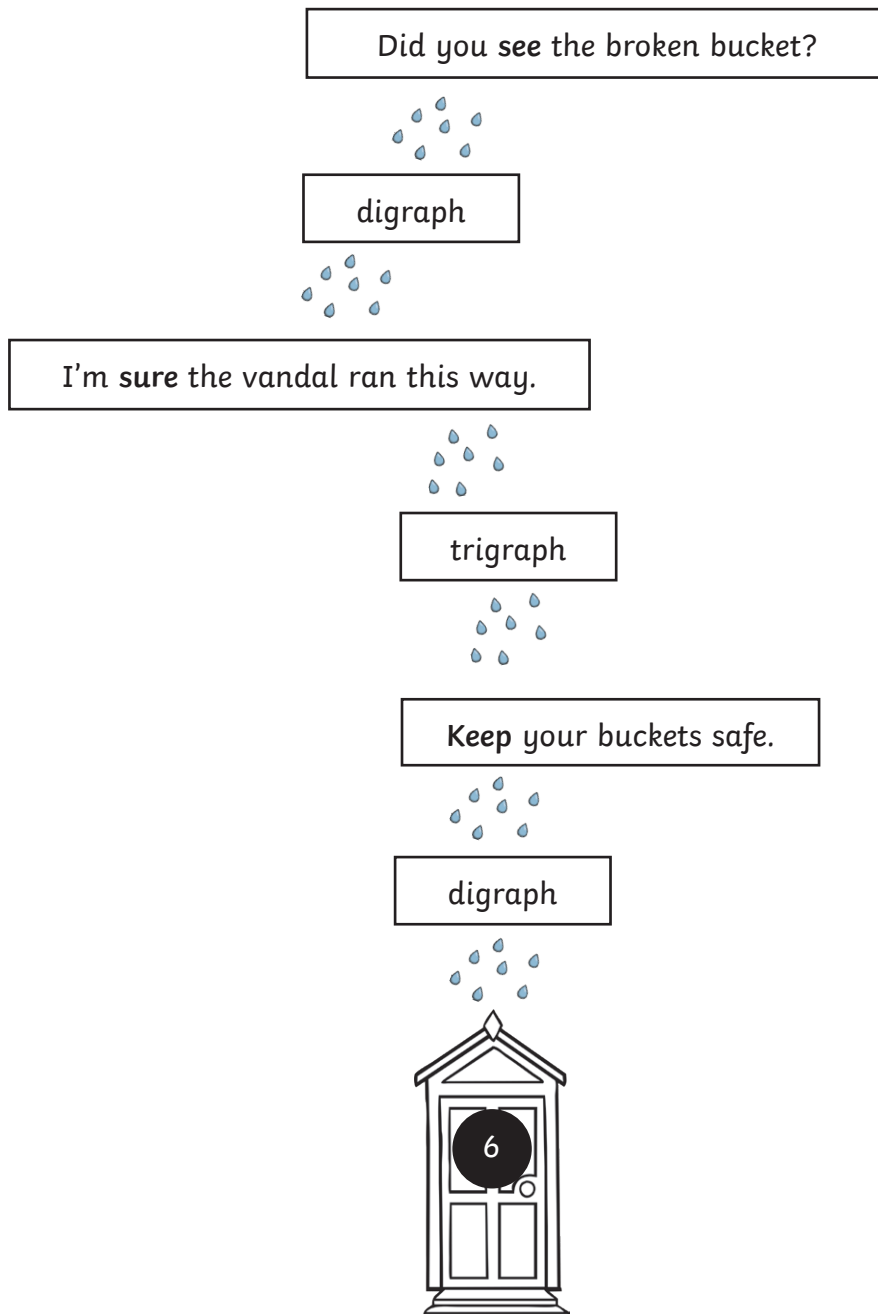 Did you see the broken bucket?
digraph
I'm sure the vandal ran this way.
trigraph
Keep your buckets safe.
digraph
6